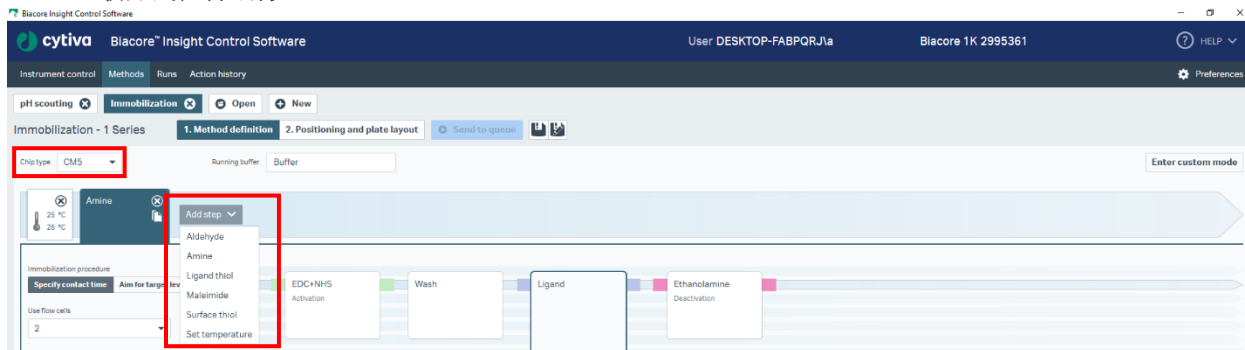 Biacore Insight Control Software
cytiva Biacore™ Insight Control Software User DESKTOP-FABPQRJ\a Biacore 1K 2995361 ? HELP
Instrument control Methods Runs Action history Preferences
pH scouting Immobilization Open New
Immobilization - 1 Series 1. Method definition 2. Positioning and plate layout Send to queue
Chip type CM5 Running buffer Buffer Enter custom mode
Amine
25 °C
25 °C
Add step
Aldehyde
Amine
Ligand thiol
Maleimide
Surface thiol
Set temperature
Immobilization procedure
Specify contact time Aim for target lev
Use flow cells
2
EDC+NHS
Activation
Wash
Ligand
Ethanolamine
Deactivation